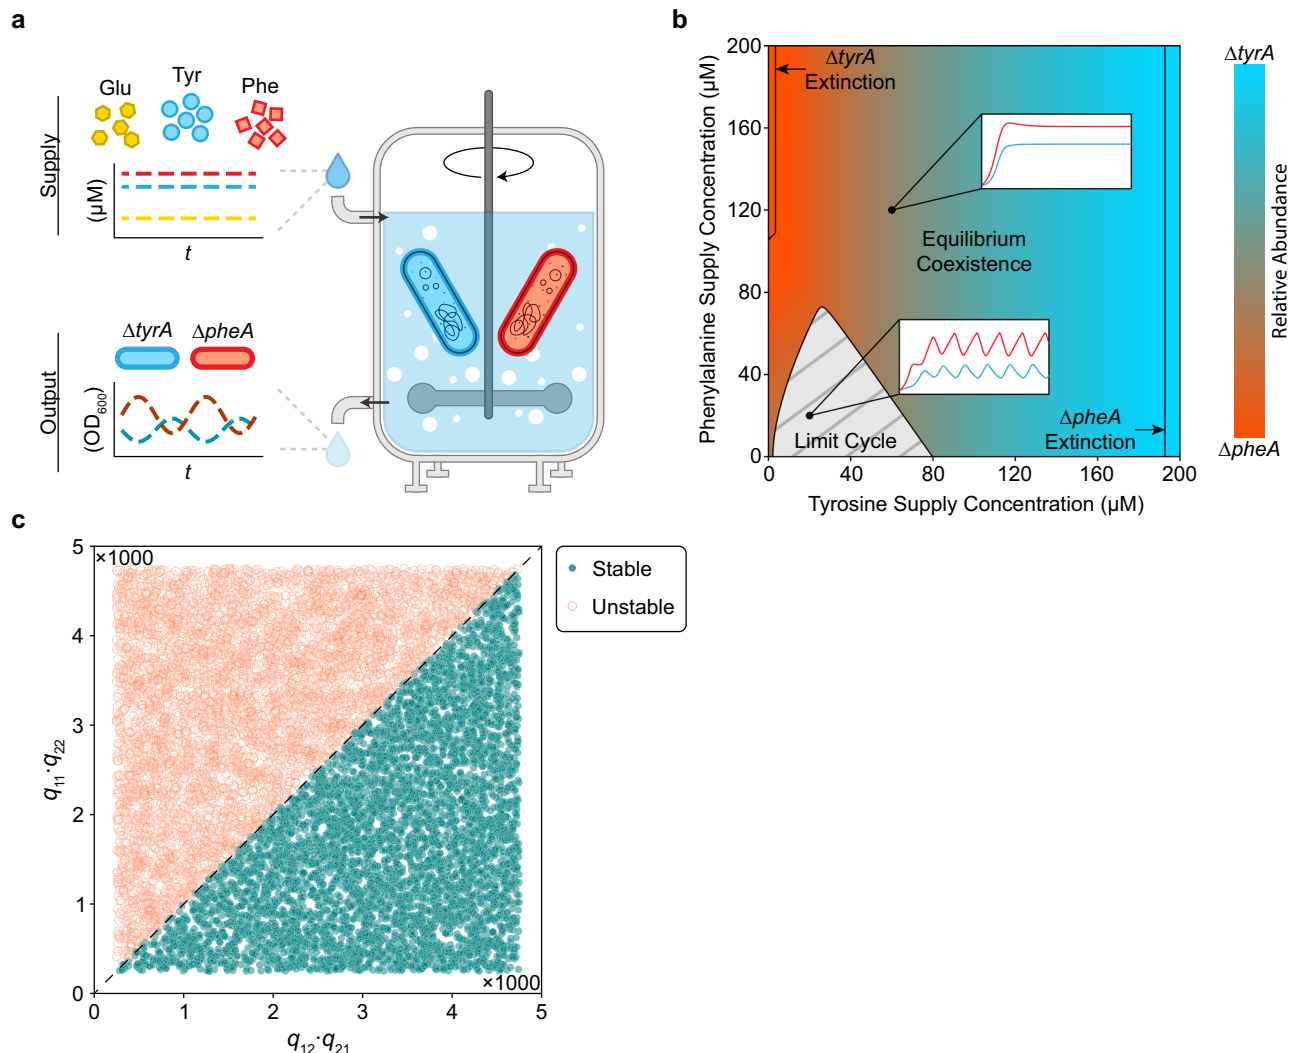 a
Supply
Glu
Tyr
Phe
(µM)
t
Output
ΔtyrA
ΔpheA
(OD600)
t
b
Phenylalanine Supply Concentration (µM)
200
160
120
80
40
0
ΔtyrA
Extinction
Equilibrium
Coexistence
ΔpheA
Extinction
Limit Cycle
0
40
80
120
160
200
Tyrosine Supply Concentration (µM)
ΔtyrA
Relative Abundance
ΔpheA
c
5
×1000
4
3
2
1
0
q11·q22
×1000
0
1
2
3
4
5
q12·q21
Stable
Unstable